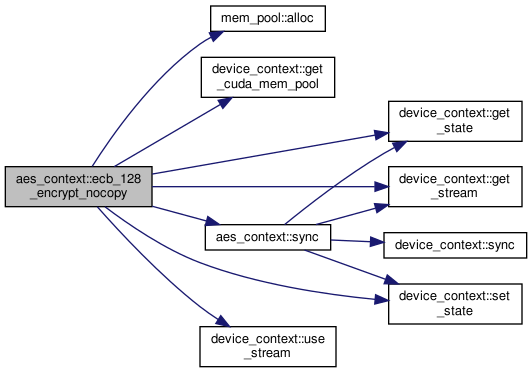 mem_pool::alloc
device_context::get
_cuda_mem_pool
device_context::get
_state
aes_context::ecb_128
_encrypt_nocopy
device_context::get
_stream
aes_context::sync
device_context::sync
device_context::set
_state
device_context::use
_stream